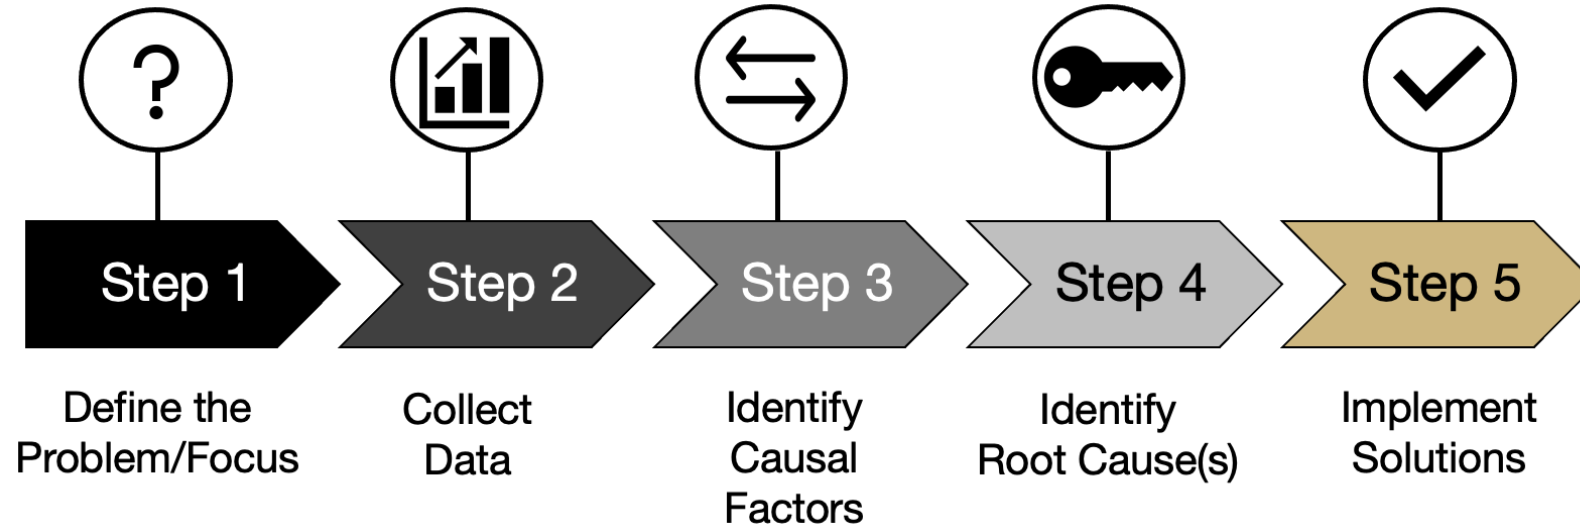 ?
Step 1
Step 2
Step 3
Step 4
Step 5
Define the
Problem/Focus
Collect
Data
Identify
Causal
Factors
Identify
Root Cause(s)
Implement
Solutions